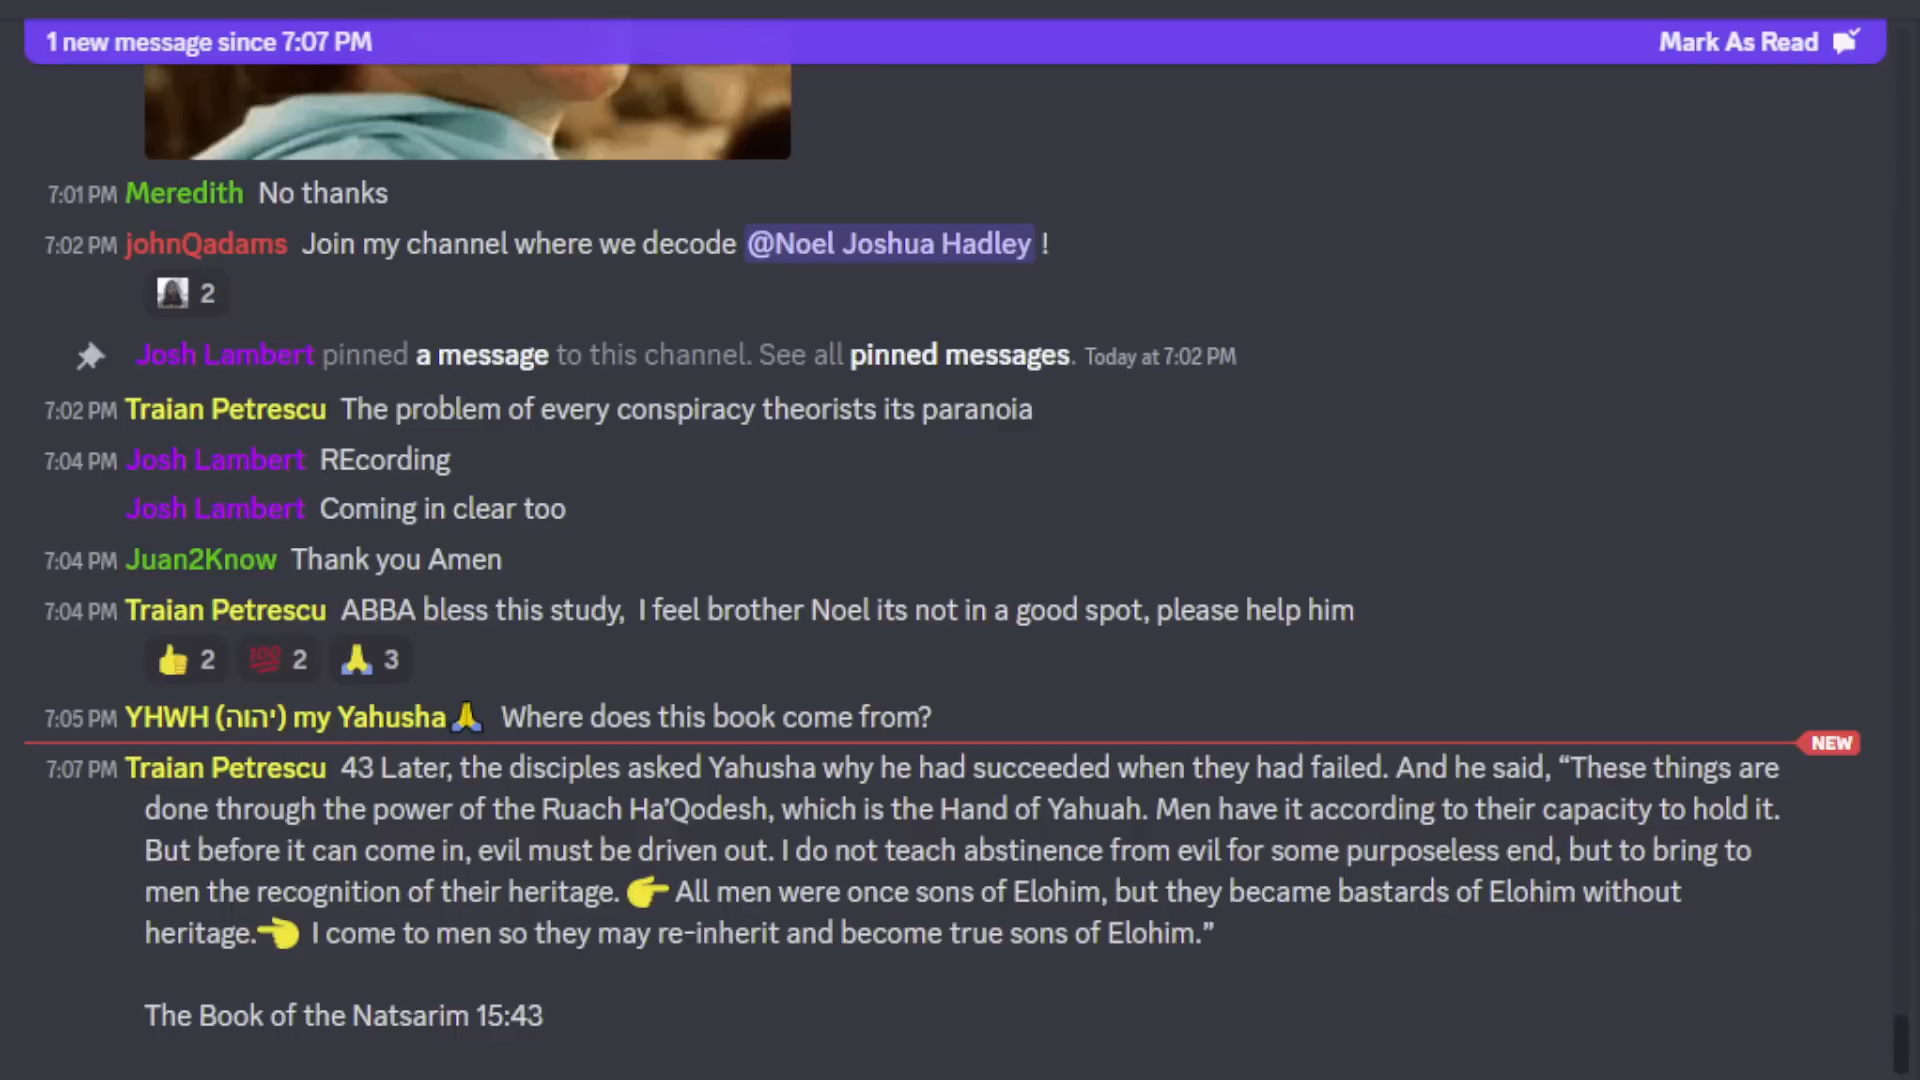 1 new message since 7:07 PM
Mark As Read
7:01 PM Meredith No thanks
7:02 PM johnQadams Join my channel where we decode @Noel Joshua Hadley !
2
Josh Lambert pinned a message to this channel. See all pinned messages. Today at 7:02 PM
7:02 PM Traian Petrescu The problem of every conspiracy theorists its paranoia
7:04 PM Josh Lambert REcording
Josh Lambert Coming in clear too
7:04 PM Juan2Know Thank you Amen
7:04 PM Traian Petrescu ABBA bless this study, I feel brother Noel its not in a good spot, please help him
👍 2 💯 2 🙏 3
7:05 PM YHWH (יהוה) my Yahusha🙏 Where does this book come from?
NEW
7:07 PM Traian Petrescu 43 Later, the disciples asked Yahusha why he had succeeded when they had failed. And he said, “These things are
done through the power of the Ruach Ha’Qodesh, which is the Hand of Yahuah. Men have it according to their capacity to hold it.
But before it can come in, evil must be driven out. I do not teach abstinence from evil for some purposeless end, but to bring to
men the recognition of their heritage. 👉 All men were once sons of Elohim, but they became bastards of Elohim without
heritage.👈 I come to men so they may re-inherit and become true sons of Elohim.”
The Book of the Natsarim 15:43